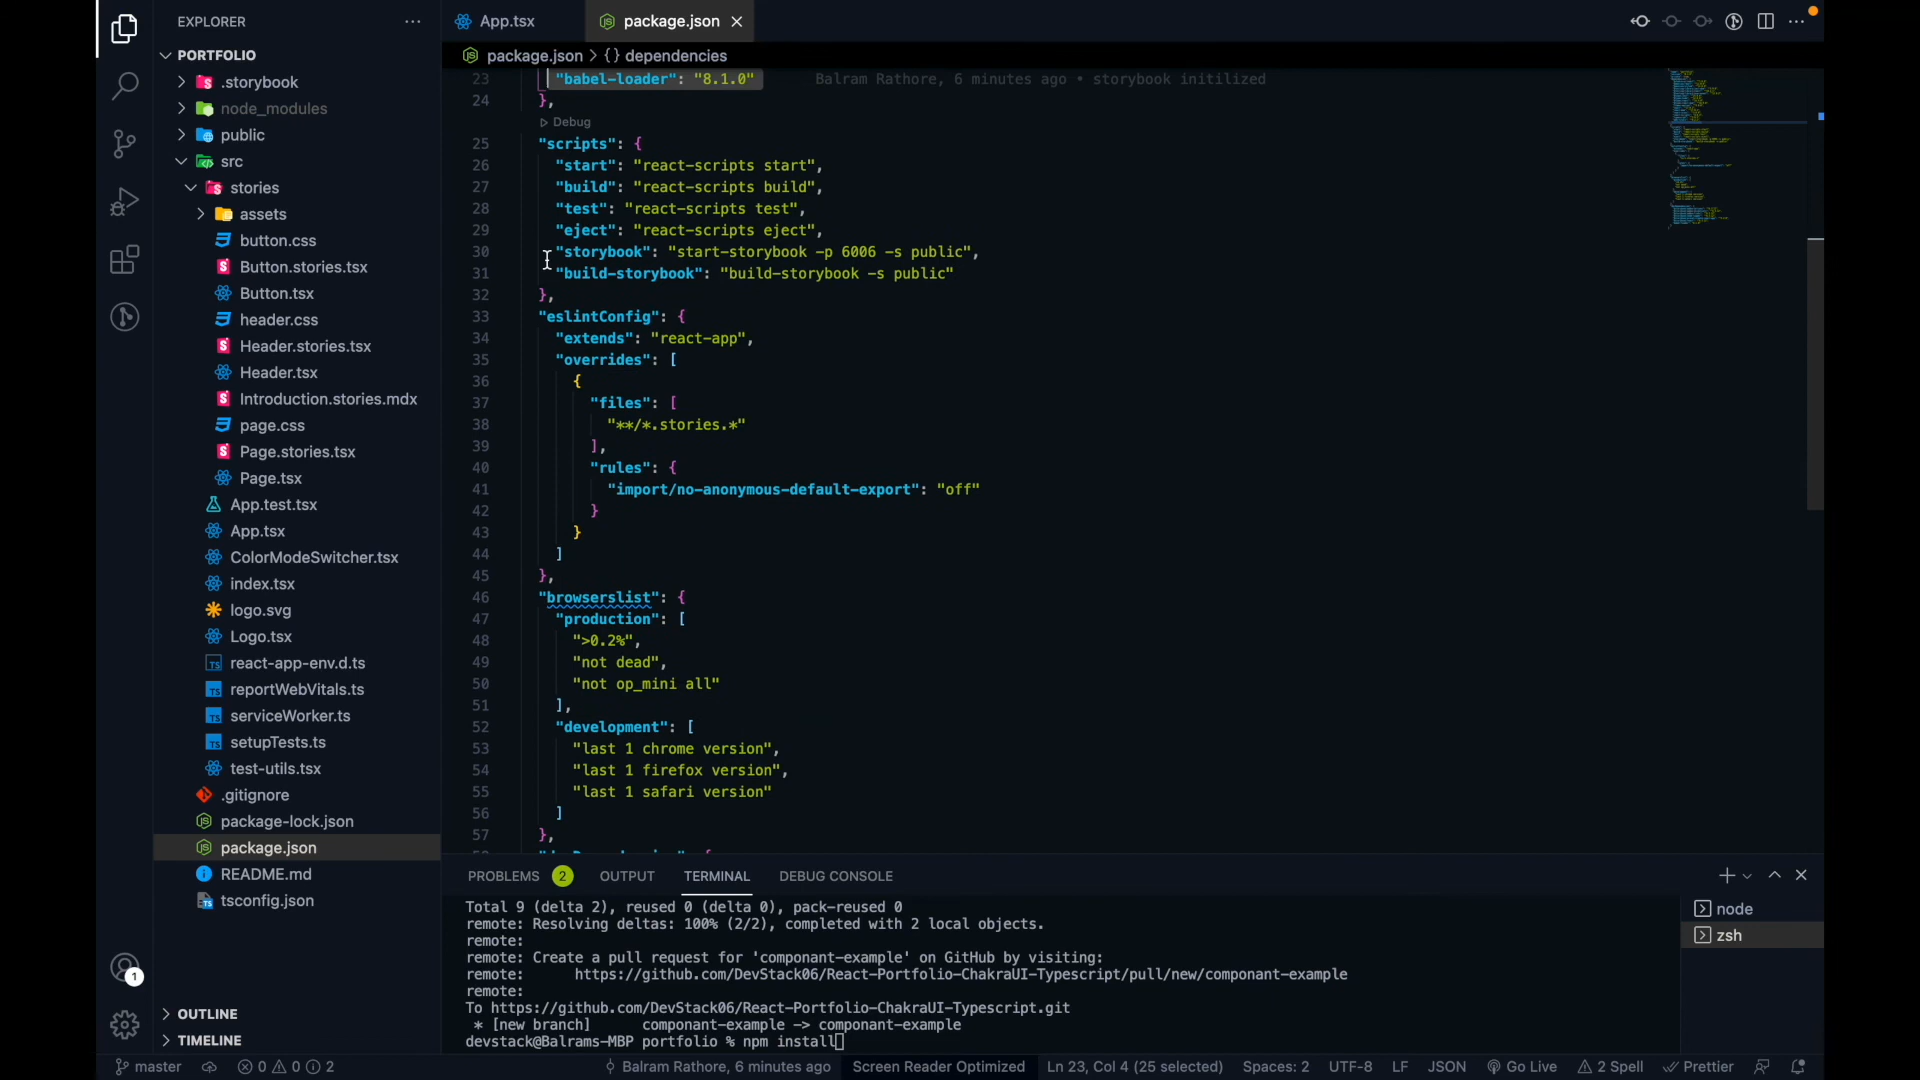 EXPLORER
PORTFOLIO
.storybook
node_modules
public
src
stories
assets
button.css
Button.stories.tsx
Button.tsx
header.css
Header.stories.tsx
Header.tsx
Introduction.stories.mdx
page.css
Page.stories.tsx
Page.tsx
App.test.tsx
App.tsx
ColorModeSwitcher.tsx
index.tsx
logo.svg
Logo.tsx
react-app-env.d.ts
reportWebVitals.ts
serviceWorker.ts
setupTests.ts
test-utils.tsx
.gitignore
package-lock.json
package.json
README.md
tsconfig.json
OUTLINE
TIMELINE
1
App.tsx
package.json
package.json > {} dependencies
23 "babel-loader": "8.1.0" Balram Rathore, 6 minutes ago • storybook initilized
24 },
Debug
25 "scripts": {
26 "start": "react-scripts start",
27 "build": "react-scripts build",
28 "test": "react-scripts test",
29 "eject": "react-scripts eject",
30 "storybook": "start-storybook -p 6006 -s public",
31 "build-storybook": "build-storybook -s public"
32 },
33 "eslintConfig": {
34 "extends": "react-app",
35 "overrides": [
36 {
37 "files": [
38 "**/*.stories.*"
39 ],
40 "rules": {
41 "import/no-anonymous-default-export": "off"
42 }
43 }
44 ]
45 },
46 "browserslist": {
47 "production": [
48 ">0.2%",
49 "not dead",
50 "not op_mini all"
51 ],
52 "development": [
53 "last 1 chrome version",
54 "last 1 firefox version",
55 "last 1 safari version"
56 ]
57 },
PROBLEMS 2 OUTPUT TERMINAL DEBUG CONSOLE
Total 9 (delta 2), reused 0 (delta 0), pack-reused 0
remote: Resolving deltas: 100% (2/2), completed with 2 local objects.
remote:
remote: Create a pull request for 'componant-example' on GitHub by visiting:
remote: https://github.com/DevStack06/React-Portfolio-ChakraUI-Typescript/pull/new/componant-example
remote:
To https://github.com/DevStack06/React-Portfolio-ChakraUI-Typescript.git
* [new branch] componant-example -> componant-example
devstack@Balrams-MBP portfolio % npm install
node
zsh
master 0 0 2 Balram Rathore, 6 minutes ago Screen Reader Optimized Ln 23, Col 4 (25 selected) Spaces: 2 UTF-8 LF JSON Go Live 2 Spell Prettier